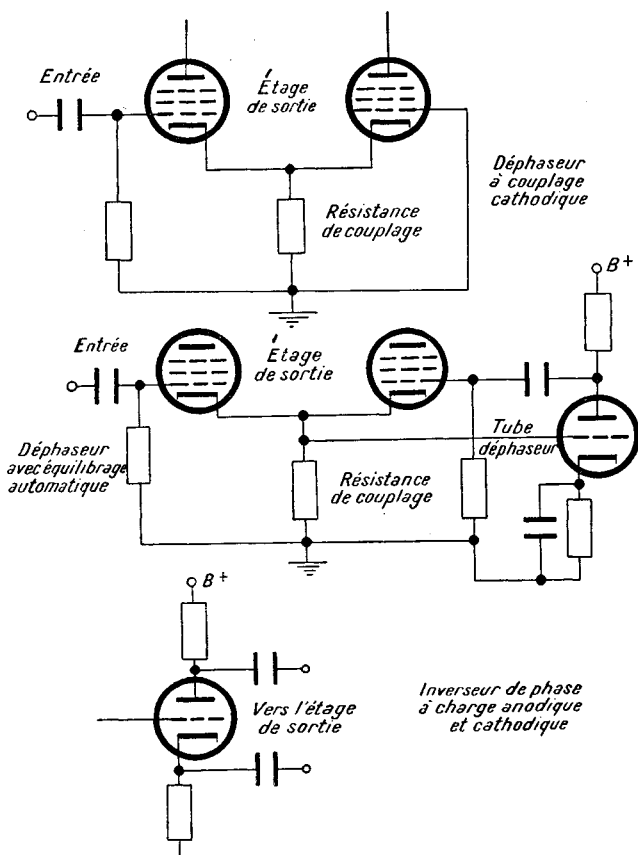 Entrée
Étage
de sortie
Déphaseur
à couplage
cathodique
Résistance
de couplage
B+
Entrée
Étage
de sortie
Tube
déphaseur
Déphaseur
avec équilibrage
automatique
Résistance
de couplage
B+
Vers l'étage
de sortie
Inverseur de phase
à charge anodique
et cathodique